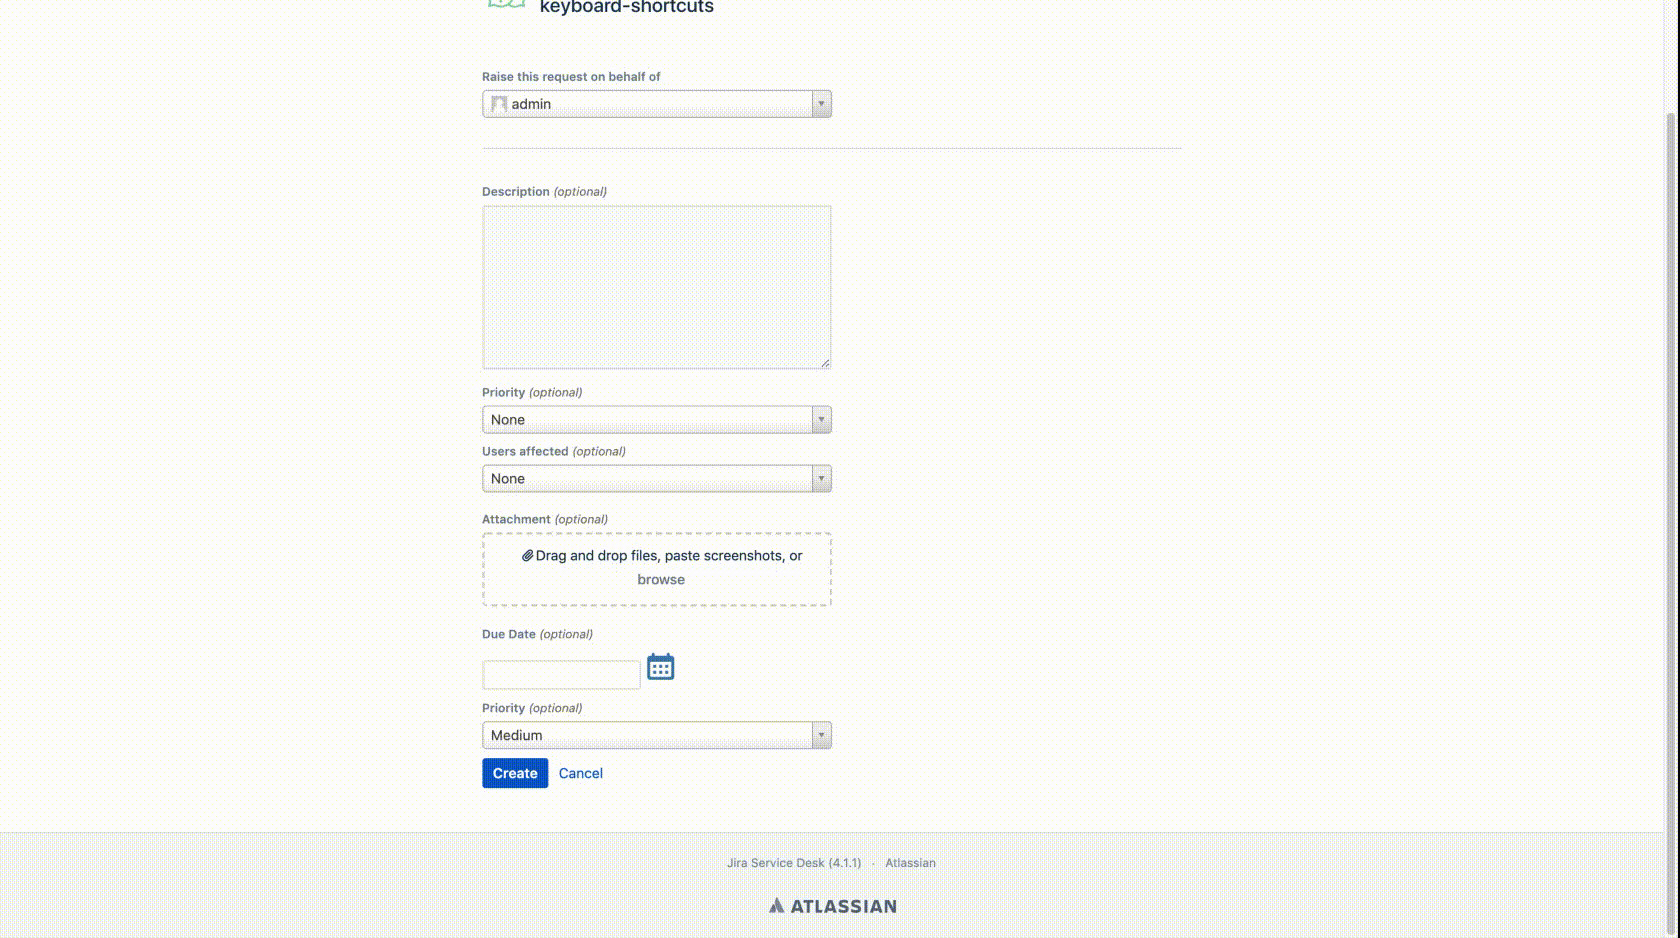 keyboard-shortcuts
Raise this request on behalf of
admin
Description (optional)
Priority (optional)
None
Users affected (optional)
None
Attachment (optional)
Drag and drop files, paste screenshots, or
browse
Due Date (optional)
Priority (optional)
Medium
Create Cancel
Jira Service Desk (4.1.1) · Atlassian
ATLASSIAN